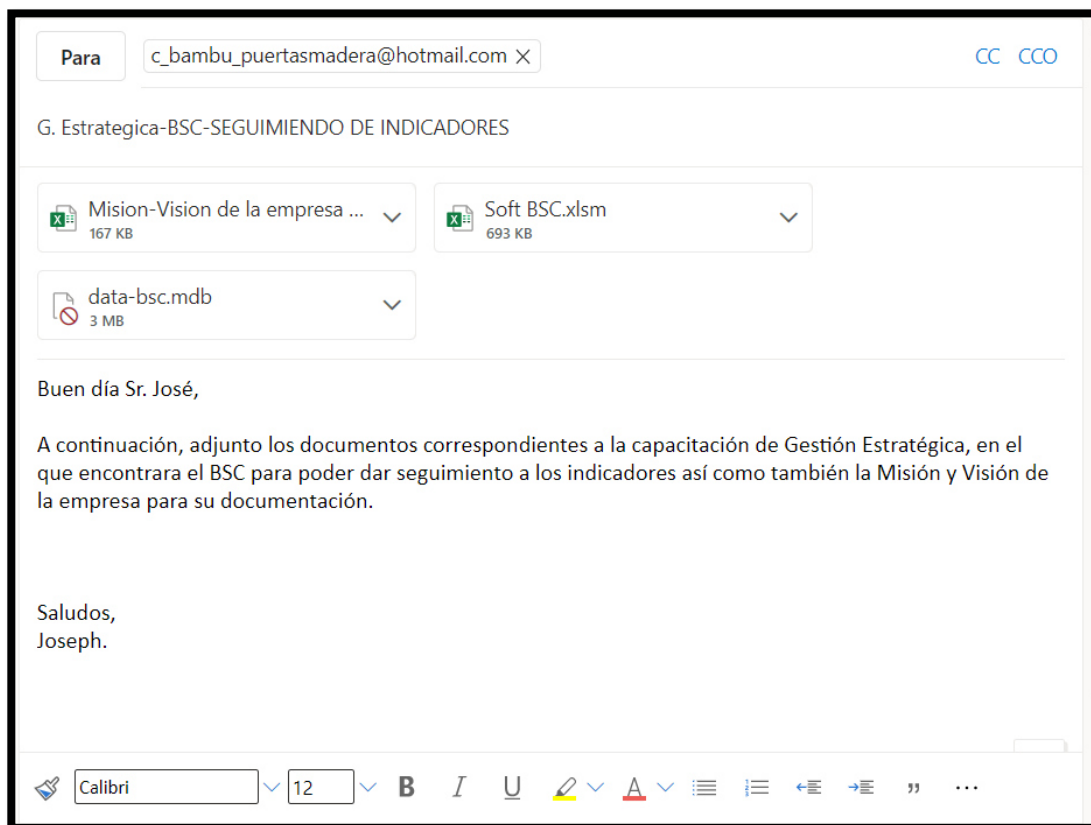 Para c_bambu_puertasmadera@hotmail.com CC CCO
G. Estrategica-BSC-SEGUIMIENDO DE INDICADORES
Mision-Vision de la empresa ...
167 KB
Soft BSC.xlsm
693 KB
data-bsc.mdb
3 MB
Buen día Sr. José,
A continuación, adjunto los documentos correspondientes a la capacitación de Gestión Estratégica, en el
que encontrara el BSC para poder dar seguimiento a los indicadores así como también la Misión y Visión de
la empresa para su documentación.
Saludos,
Joseph.
Calibri 12 B I U A